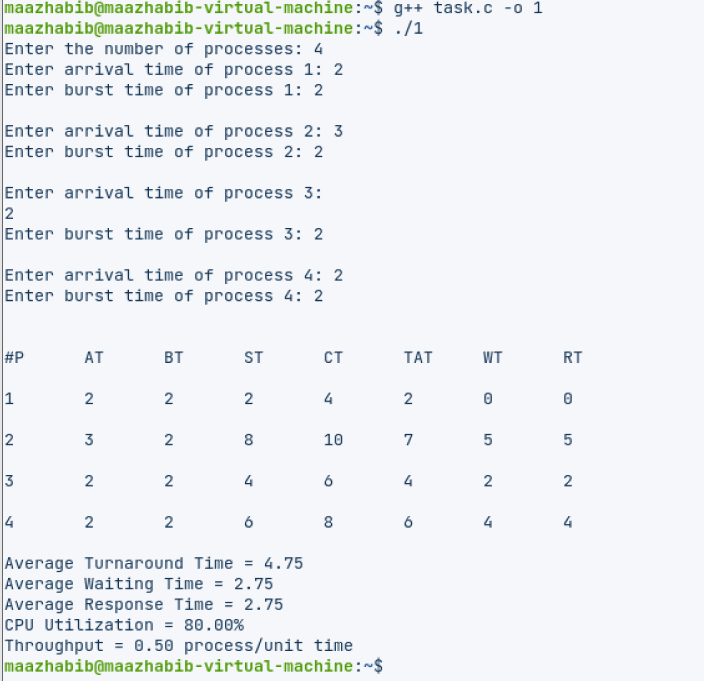 maazhabib@maazhabib-virtual-machine:~$ g++ task.c -o 1
maazhabib@maazhabib-virtual-machine:~$ ./1
Enter the number of processes: 4
Enter arrival time of process 1: 2
Enter burst time of process 1: 2
Enter arrival time of process 2: 3
Enter burst time of process 2: 2
Enter arrival time of process 3:
2
Enter burst time of process 3: 2
Enter arrival time of process 4: 2
Enter burst time of process 4: 2
#P AT BT ST CT TAT WT RT
1 2 2 2 4 2 0 0
2 3 2 8 10 7 5 5
3 2 2 4 6 4 2 2
4 2 2 6 8 6 4 4
Average Turnaround Time = 4.75
Average Waiting Time = 2.75
Average Response Time = 2.75
CPU Utilization = 80.00%
Throughput = 0.50 process/unit time
maazhabib@maazhabib-virtual-machine:~$